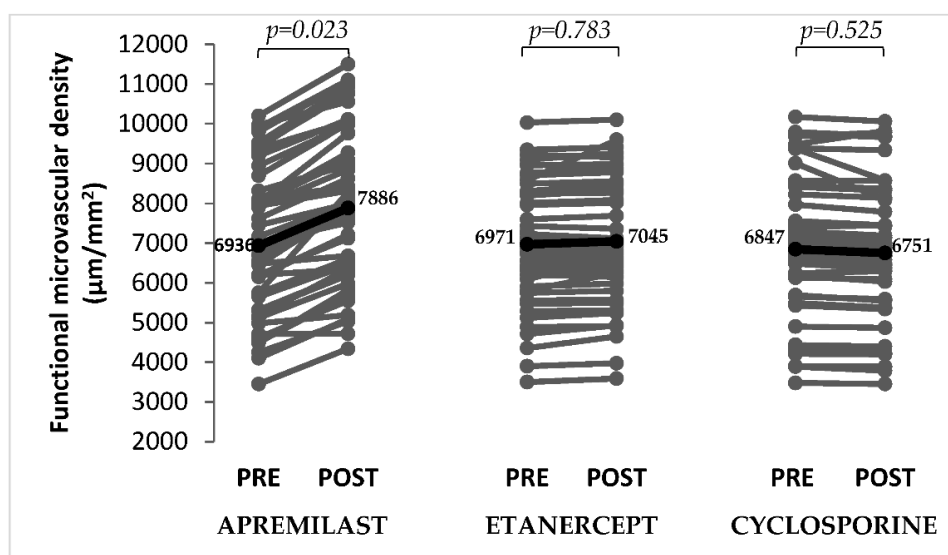 p=0.023
p=0.783
p=0.525
Functional microvascular density
(µm/mm²)
12000
11000
10000
9000
8000
7000
6000
5000
4000
3000
2000
6936
7886
6971
7045
6847
6751
PRE POST
PRE POST
PRE POST
APREMILAST
ETANERCEPT
CYCLOSPORINE